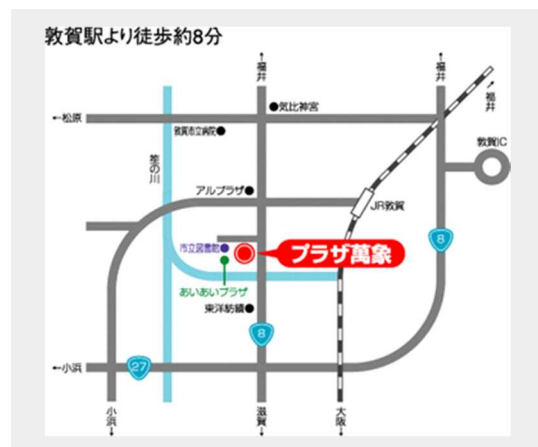 敦賀駅より徒歩約8分
↑福井
↑福井
↗福井
←松原
●気比神宮
敦賀市立病院●
敦賀IC
笙の川
アルプラザ●
JR敦賀
8
市立図書館●
プラザ萬象
あいあいプラザ
東洋紡績●
8
←小浜
27
小浜↓
滋賀↓
大阪↓